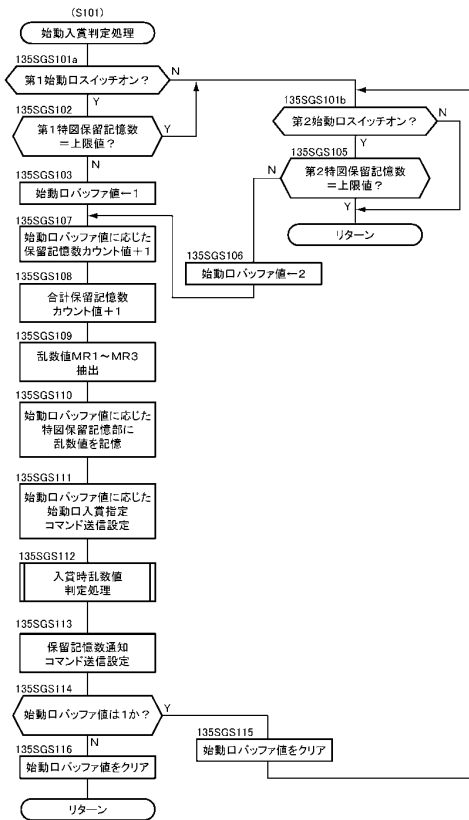 (S101)
始動入賞判定処理
135SGS101a
第1始動口スイッチオン？
N
Y
135SGS102
第1特図保留記憶数
＝上限値？
Y
N
135SGS103
始動口バッファ値←1
135SGS107
始動口バッファ値に応じた
保留記憶数カウント値＋1
135SGS108
合計保留記憶数
カウント値＋1
135SGS109
乱数値MR1～MR3
抽出
135SGS110
始動口バッファ値に応じた
特図保留記憶部に
乱数値を記憶
135SGS111
始動口バッファ値に応じた
始動口入賞指定
コマンド送信設定
135SGS112
入賞時乱数値
判定処理
135SGS113
保留記憶数通知
コマンド送信設定
135SGS114
始動口バッファ値は1か？
Y
N
135SGS116
始動口バッファ値をクリア
リターン
135SGS115
始動口バッファ値をクリア
135SGS101b
第2始動口スイッチオン？
N
Y
135SGS105
第2特図保留記憶数
＝上限値？
N
Y
リターン
135SGS106
始動口バッファ値←2